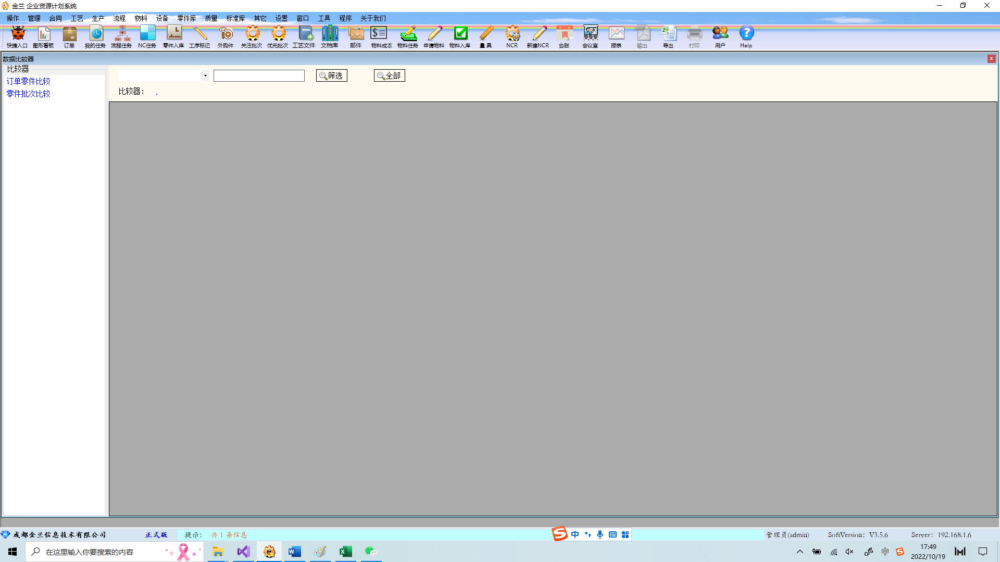 金兰 企业资源计划系统
操作 管理 合同 工艺 生产 流程 物料 设备 零件库 质量 标准库 其它 设置 窗口 工具 程序 关于我们
快捷入口 图形看板 订单 我的任务 流程任务 NC任务 零件入库 工序标记 外购件 关注批次 优先批次 工艺文件 文档库 邮件 物料成本 物料任务 申请物料 物料入库 量 具 NCR 新建NCR 台账 会议室 报表 输出 导出 打印 用户 Help
数据比较器
比较器
订单零件比较
零件批次比较
筛选 全部
比较器： .
成都金兰信息技术有限公司 正式版 提示： 共 1 条信息 中 管理员(admin) SoftVersion： V3.5.6 Server： 192.168.1.6
在这里输入你要搜索的内容 中 17:49
2022/10/19